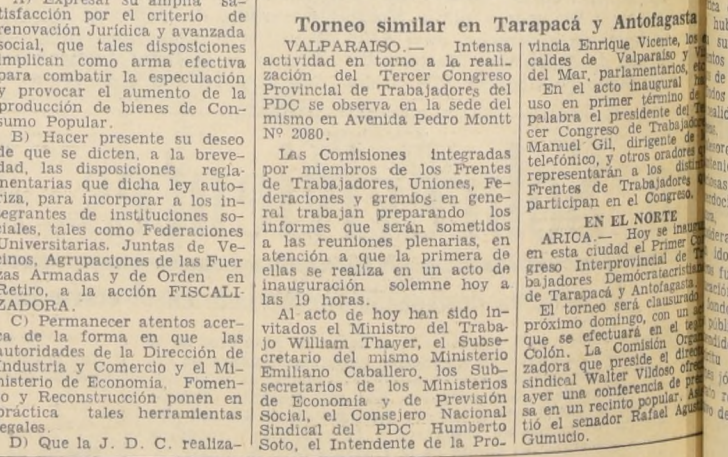 A) Expresar su amplia sa-
tisfacción por el criterio de
renovación Jurídica y avanzada
social, que tales disposiciones
implican como arma efectiva
para combatir la especulación
y provocar el aumento de la
producción de bienes de Con-
sumo Popular.
B) Hacer presente su deseo
de que se dicten, a la breve-
dad, las disposiciones regla-
mentarias que dicha ley auto-
riza, para incorporar a los in-
tegrantes de instituciones so-
ciales, tales como Federaciones
Universitarias. Juntas de Ve-
cinos, Agrupaciones de las Fuer
zas Armadas y de Orden en
Retiro, a la acción FISCALI-
ZADORA.
C) Permanecer atentos acer-
ca de la forma en que las
autoridades de la Dirección de
Industria y Comercio y el Mi-
nisterio de Economía, Fomen-
to y Reconstrucción ponen en
práctica tales herramientas
legales.
D) Que la J. D. C. realiza-
Torneo similar en Tarapacá y Antofagasta
VALPARAISO.— Intensa
actividad en torno a la reali-
zación del Tercer Congreso
Provincial de Trabajadores del
PDC se observa en la sede del
mismo en Avenida Pedro Montt
Nº 2080.
Las Comisiones integradas
por miembros de los Frentes
de Trabajadores, Uniones, Fe-
deraciones y gremios en gene-
ral trabajan preparando los
informes que serán sometidos
a las reuniones plenarias, en
atención a que la primera de
ellas se realiza en un acto de
inauguración solemne hoy a
las 19 horas.
Al acto de hoy han sido in-
vitados el Ministro del Traba-
jo William Thayer, el Subse-
cretario del mismo Ministerio
Emiliano Caballero, los Sub-
secretarios de los Ministerios
de Economía y de Previsión
Social, el Consejero Nacional
Sindical del PDC Humberto
Soto, el Intendente de la Pro-
vincia Enrique Vicente, los
caldes de Valparaíso y
del Mar, parlamentarios,
En el acto inaugural
uso en primer término de
palabra el presidente del
cer Congreso de
Manuel Gil, dirigente
telefónico, y otros oradores
representarán a los
Frentes de Trabajadores
participan en el Congreso.
EN EL NORTE
ARICA.— Hoy se
en esta ciudad el Primer
greso Interprovincial de
bajadores
de Tarapacá y Antofagasta.
El torneo será clausurado
próximo domingo, con un
que se efectuará en el
Colón. La Comisión
zadora que preside el
sindical Walter Vildoso
ayer una conferencia de
sa en un recinto popular.
tió el senador Rafael
Gumucio.